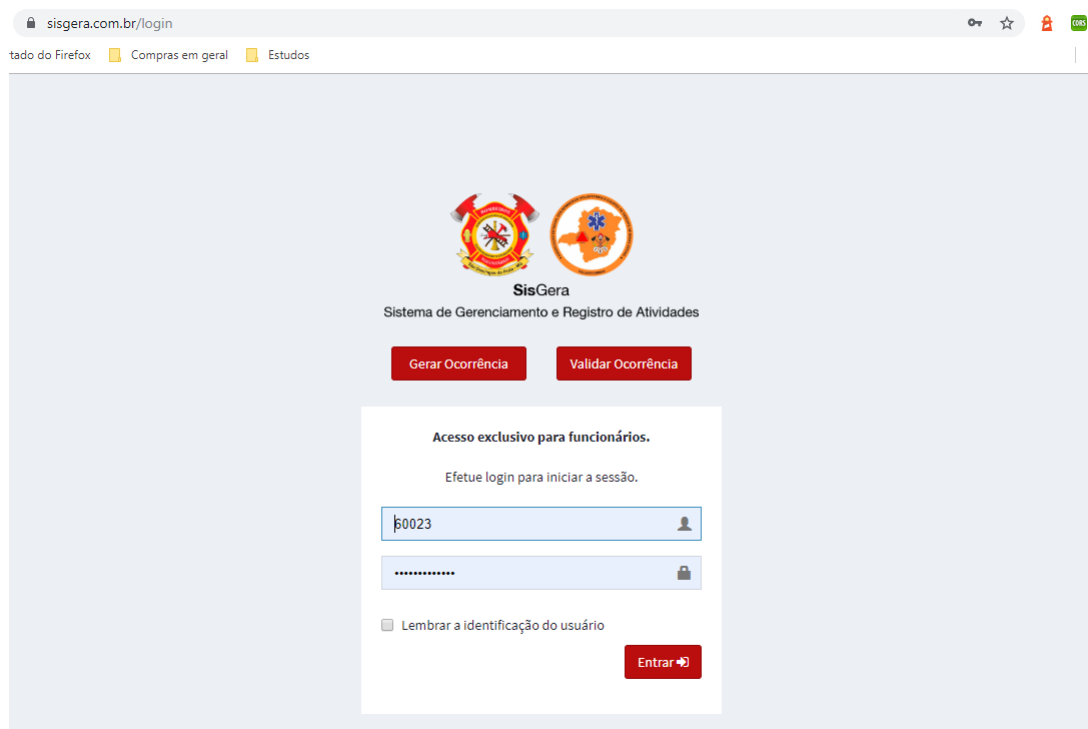 sisgera.com.br/login
CORS
tado do Firefox Compras em geral Estudos
SisGera
Sistema de Gerenciamento e Registro de Atividades
Gerar Ocorrência Validar Ocorrência
Acesso exclusivo para funcionários.
Efetue login para iniciar a sessão.
60023
•••••••••••••
Lembrar a identificação do usuário
Entrar